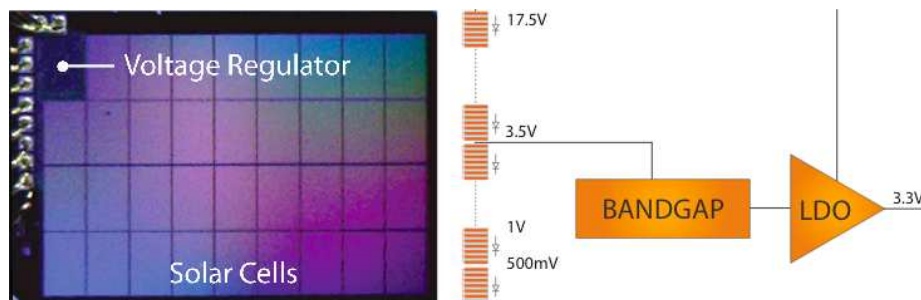 Voltage Regulator
Solar Cells
17.5V
3.5V
BANDGAP
LDO
3.3V
1V
500mV